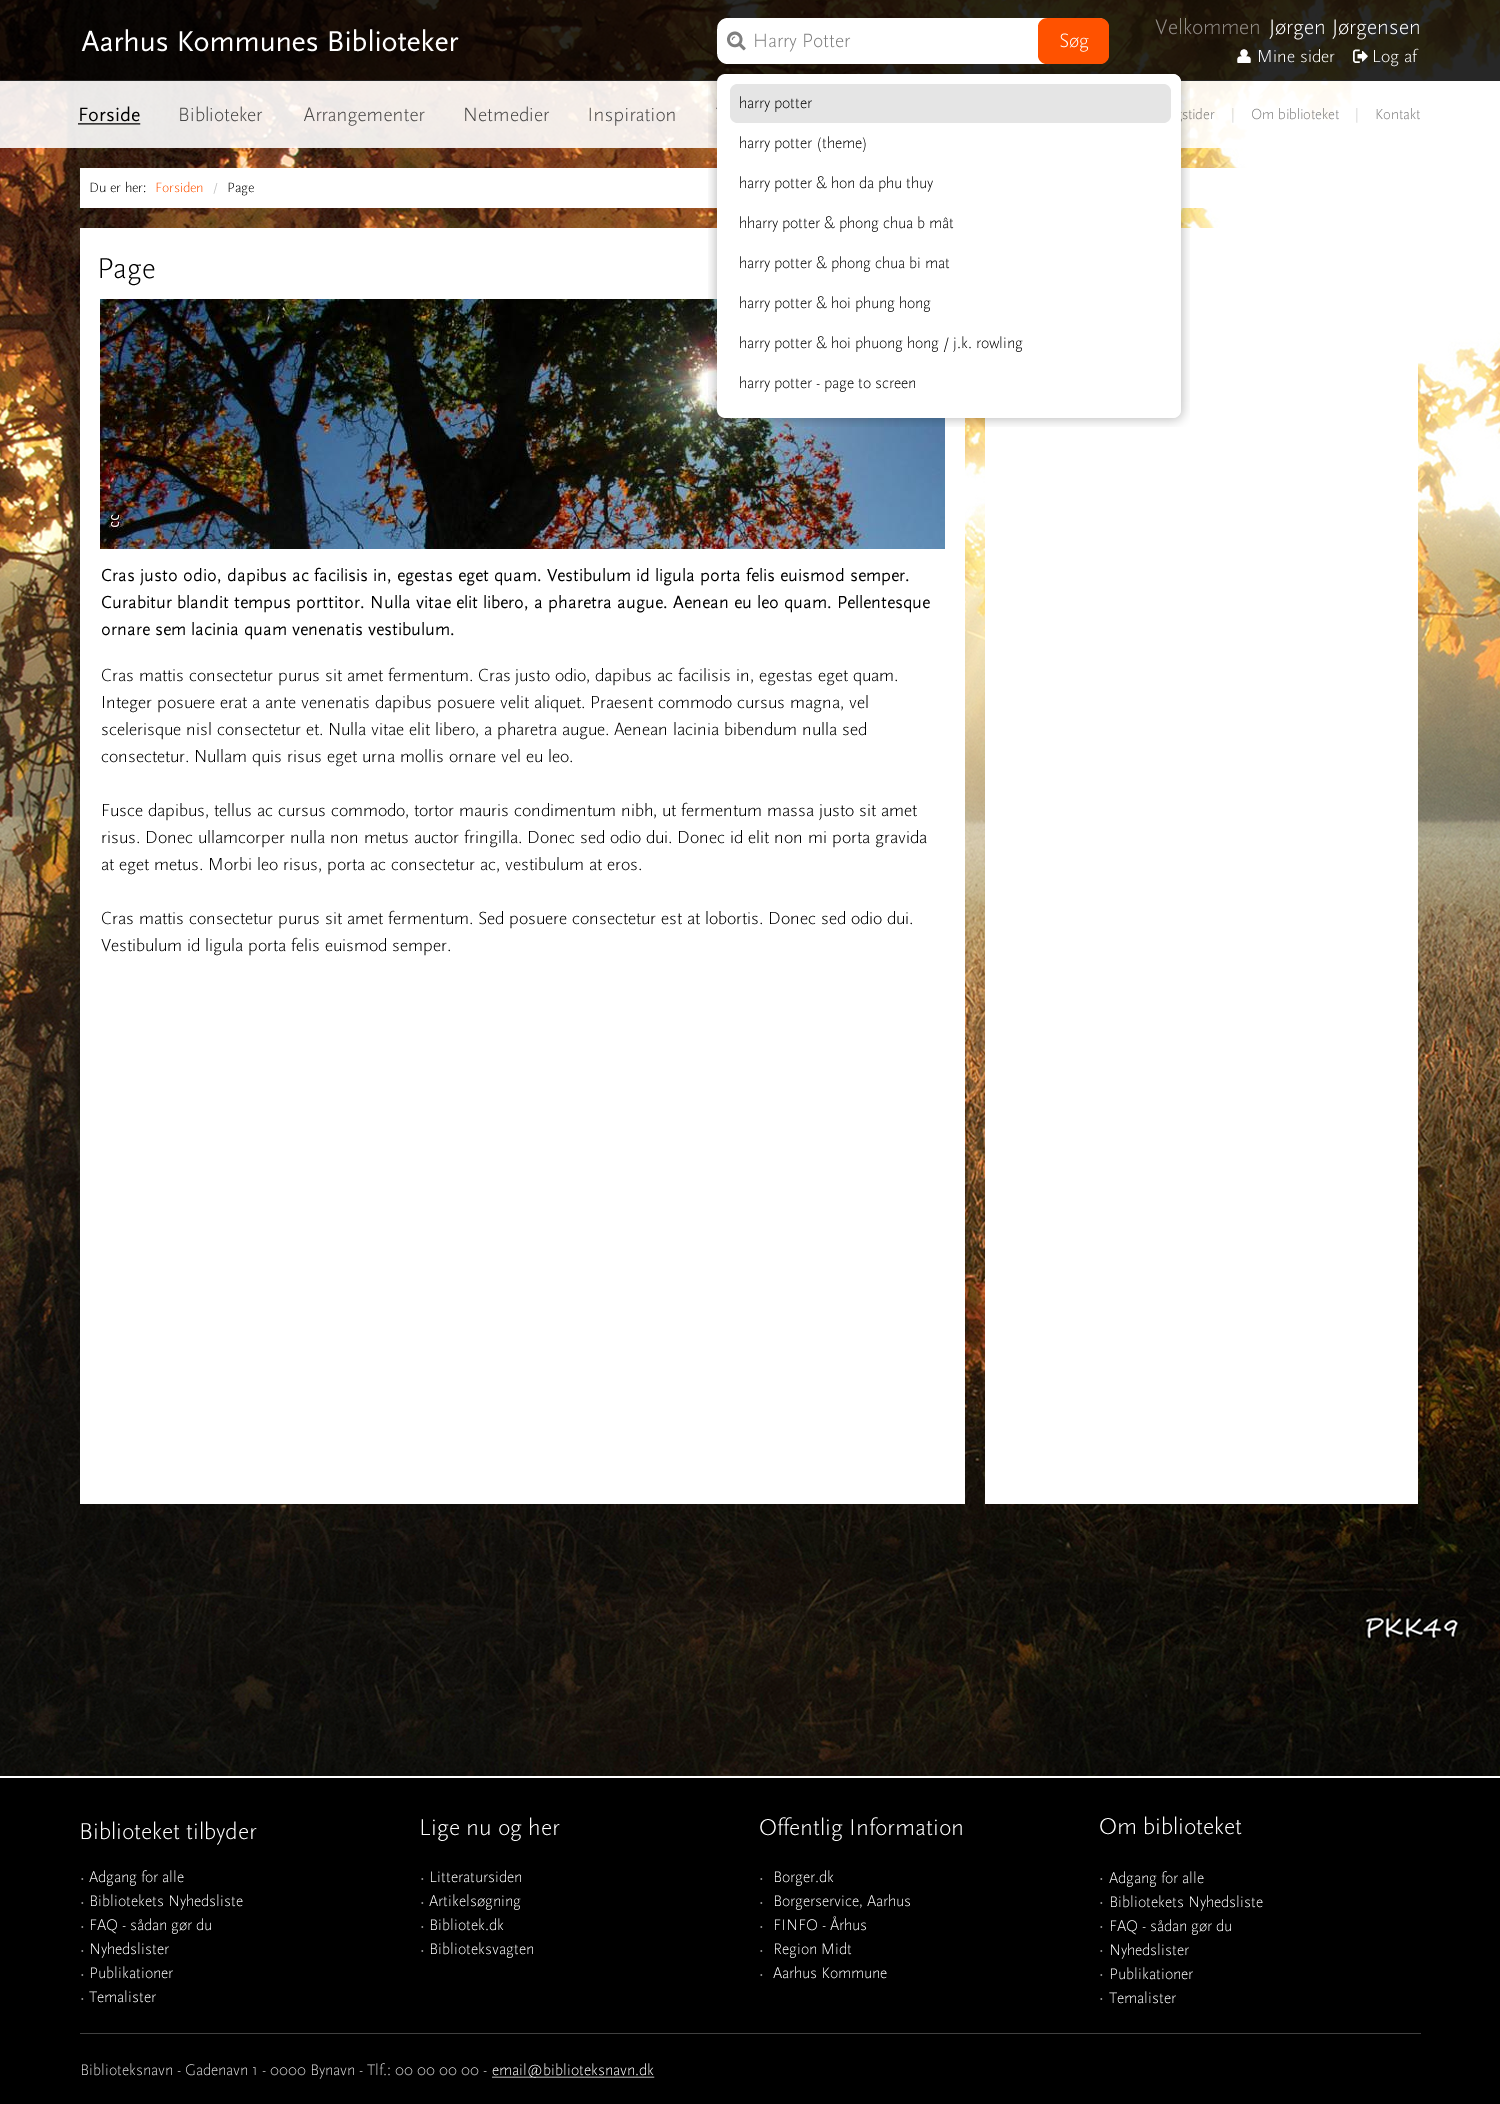 Aarhus Kommunes Biblioteker
Harry Potter
Søg
Velkommen Jørgen Jørgensen
Mine sider
Log af
Forside
Biblioteker
Arrangementer
Netmedier
Inspiration
Om biblioteket
|
Kontakt
harry potter
harry potter (theme)
harry potter & hon da phu thuy
hharry potter & phong chua b mât
harry potter & phong chua bi mat
harry potter & hoi phung hong
harry potter & hoi phuong hong / j.k. rowling
harry potter - page to screen
Du er her: Forsiden / Page
Page
cc
Cras justo odio, dapibus ac facilisis in, egestas eget quam. Vestibulum id ligula porta felis euismod semper.
Curabitur blandit tempus porttitor. Nulla vitae elit libero, a pharetra augue. Aenean eu leo quam. Pellentesque
ornare sem lacinia quam venenatis vestibulum.
Cras mattis consectetur purus sit amet fermentum. Cras justo odio, dapibus ac facilisis in, egestas eget quam.
Integer posuere erat a ante venenatis dapibus posuere velit aliquet. Praesent commodo cursus magna, vel
scelerisque nisl consectetur et. Nulla vitae elit libero, a pharetra augue. Aenean lacinia bibendum nulla sed
consectetur. Nullam quis risus eget urna mollis ornare vel eu leo.
Fusce dapibus, tellus ac cursus commodo, tortor mauris condimentum nibh, ut fermentum massa justo sit amet
risus. Donec ullamcorper nulla non metus auctor fringilla. Donec sed odio dui. Donec id elit non mi porta gravida
at eget metus. Morbi leo risus, porta ac consectetur ac, vestibulum at eros.
Cras mattis consectetur purus sit amet fermentum. Sed posuere consectetur est at lobortis. Donec sed odio dui.
Vestibulum id ligula porta felis euismod semper.
PKK49
Biblioteket tilbyder
· Adgang for alle
· Bibliotekets Nyhedsliste
· FAQ - sådan gør du
· Nyhedslister
· Publikationer
· Temalister
Lige nu og her
· Litteratursiden
· Artikelsøgning
· Bibliotek.dk
· Biblioteksvagten
Offentlig Information
· Borger.dk
· Borgerservice, Aarhus
· FINFO - Århus
· Region Midt
· Aarhus Kommune
Om biblioteket
· Adgang for alle
· Bibliotekets Nyhedsliste
· FAQ - sådan gør du
· Nyhedslister
· Publikationer
· Temalister
Biblioteksnavn - Gadenavn 1 - 0000 Bynavn - Tlf.: 00 00 00 00 - email@biblioteksnavn.dk